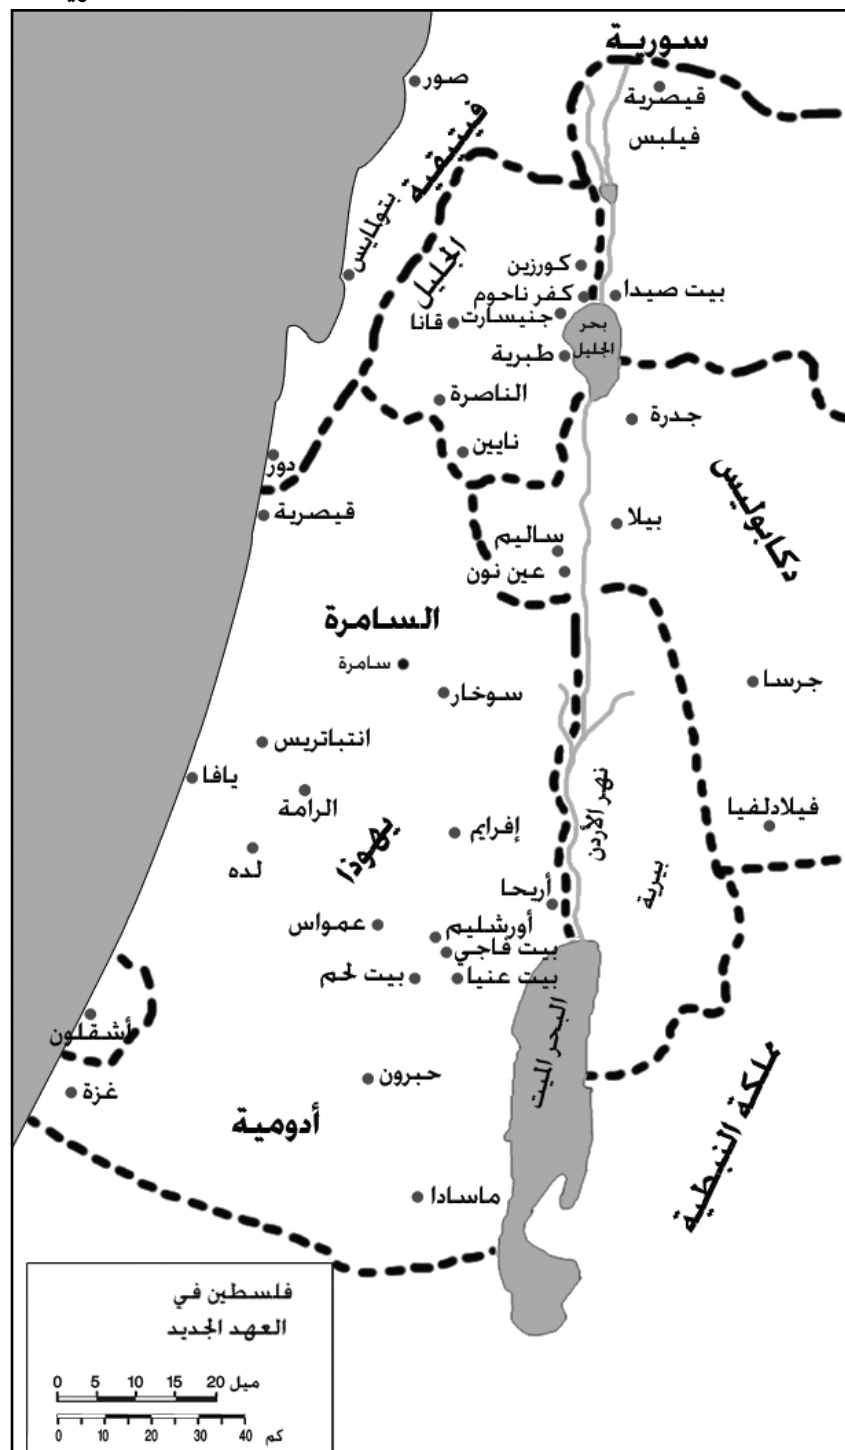 سورية
صور
قيصرية
فيلبس
فينيقية
بتولمايس
الجليل
كورزين
كفر ناحوم
بيت صيدا
جنيسارت
قانا
بحر
الجليل
طبرية
الناصرة
جدرة
نايين
دور
قيصرية
بيلا
دكابوليس
ساليم
عين نون
السامرة
سامرة
سوخار
جرسا
انتباتريس
يافا
الرامة
نهر الأردن
فيلادلفيا
إفرايم
يهوذا
لده
بيرية
أريحا
عمواس
أورشليم
بيت فاجي
بيت عنيا
بيت لحم
البحر الميت
أشقلون
غزة
حبرون
أدومية
مملكة النبطية
ماسادا
فلسطين في
العهد الجديد
0 5 10 15 20 ميل
0 10 20 30 40 كم